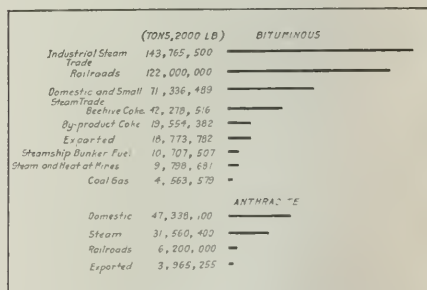 (TONS, 2000 LB) BITUMINOUS
Industrial Steam Trade 143,765,500
Railroads 122,000,000
Domestic and Small Steam Trade 71,336,489
Beehive Coke 42,278,516
By-product Coke 19,554,382
Exported 18,773,782
Steamship Bunker Fuel 10,707,507
Steam and Heat at Mines 9,798,681
Coal Gas 4,563,579
ANTHRACITE
Domestic 47,338,100
Steam 31,560,400
Railroads 6,200,000
Exported 3,965,255